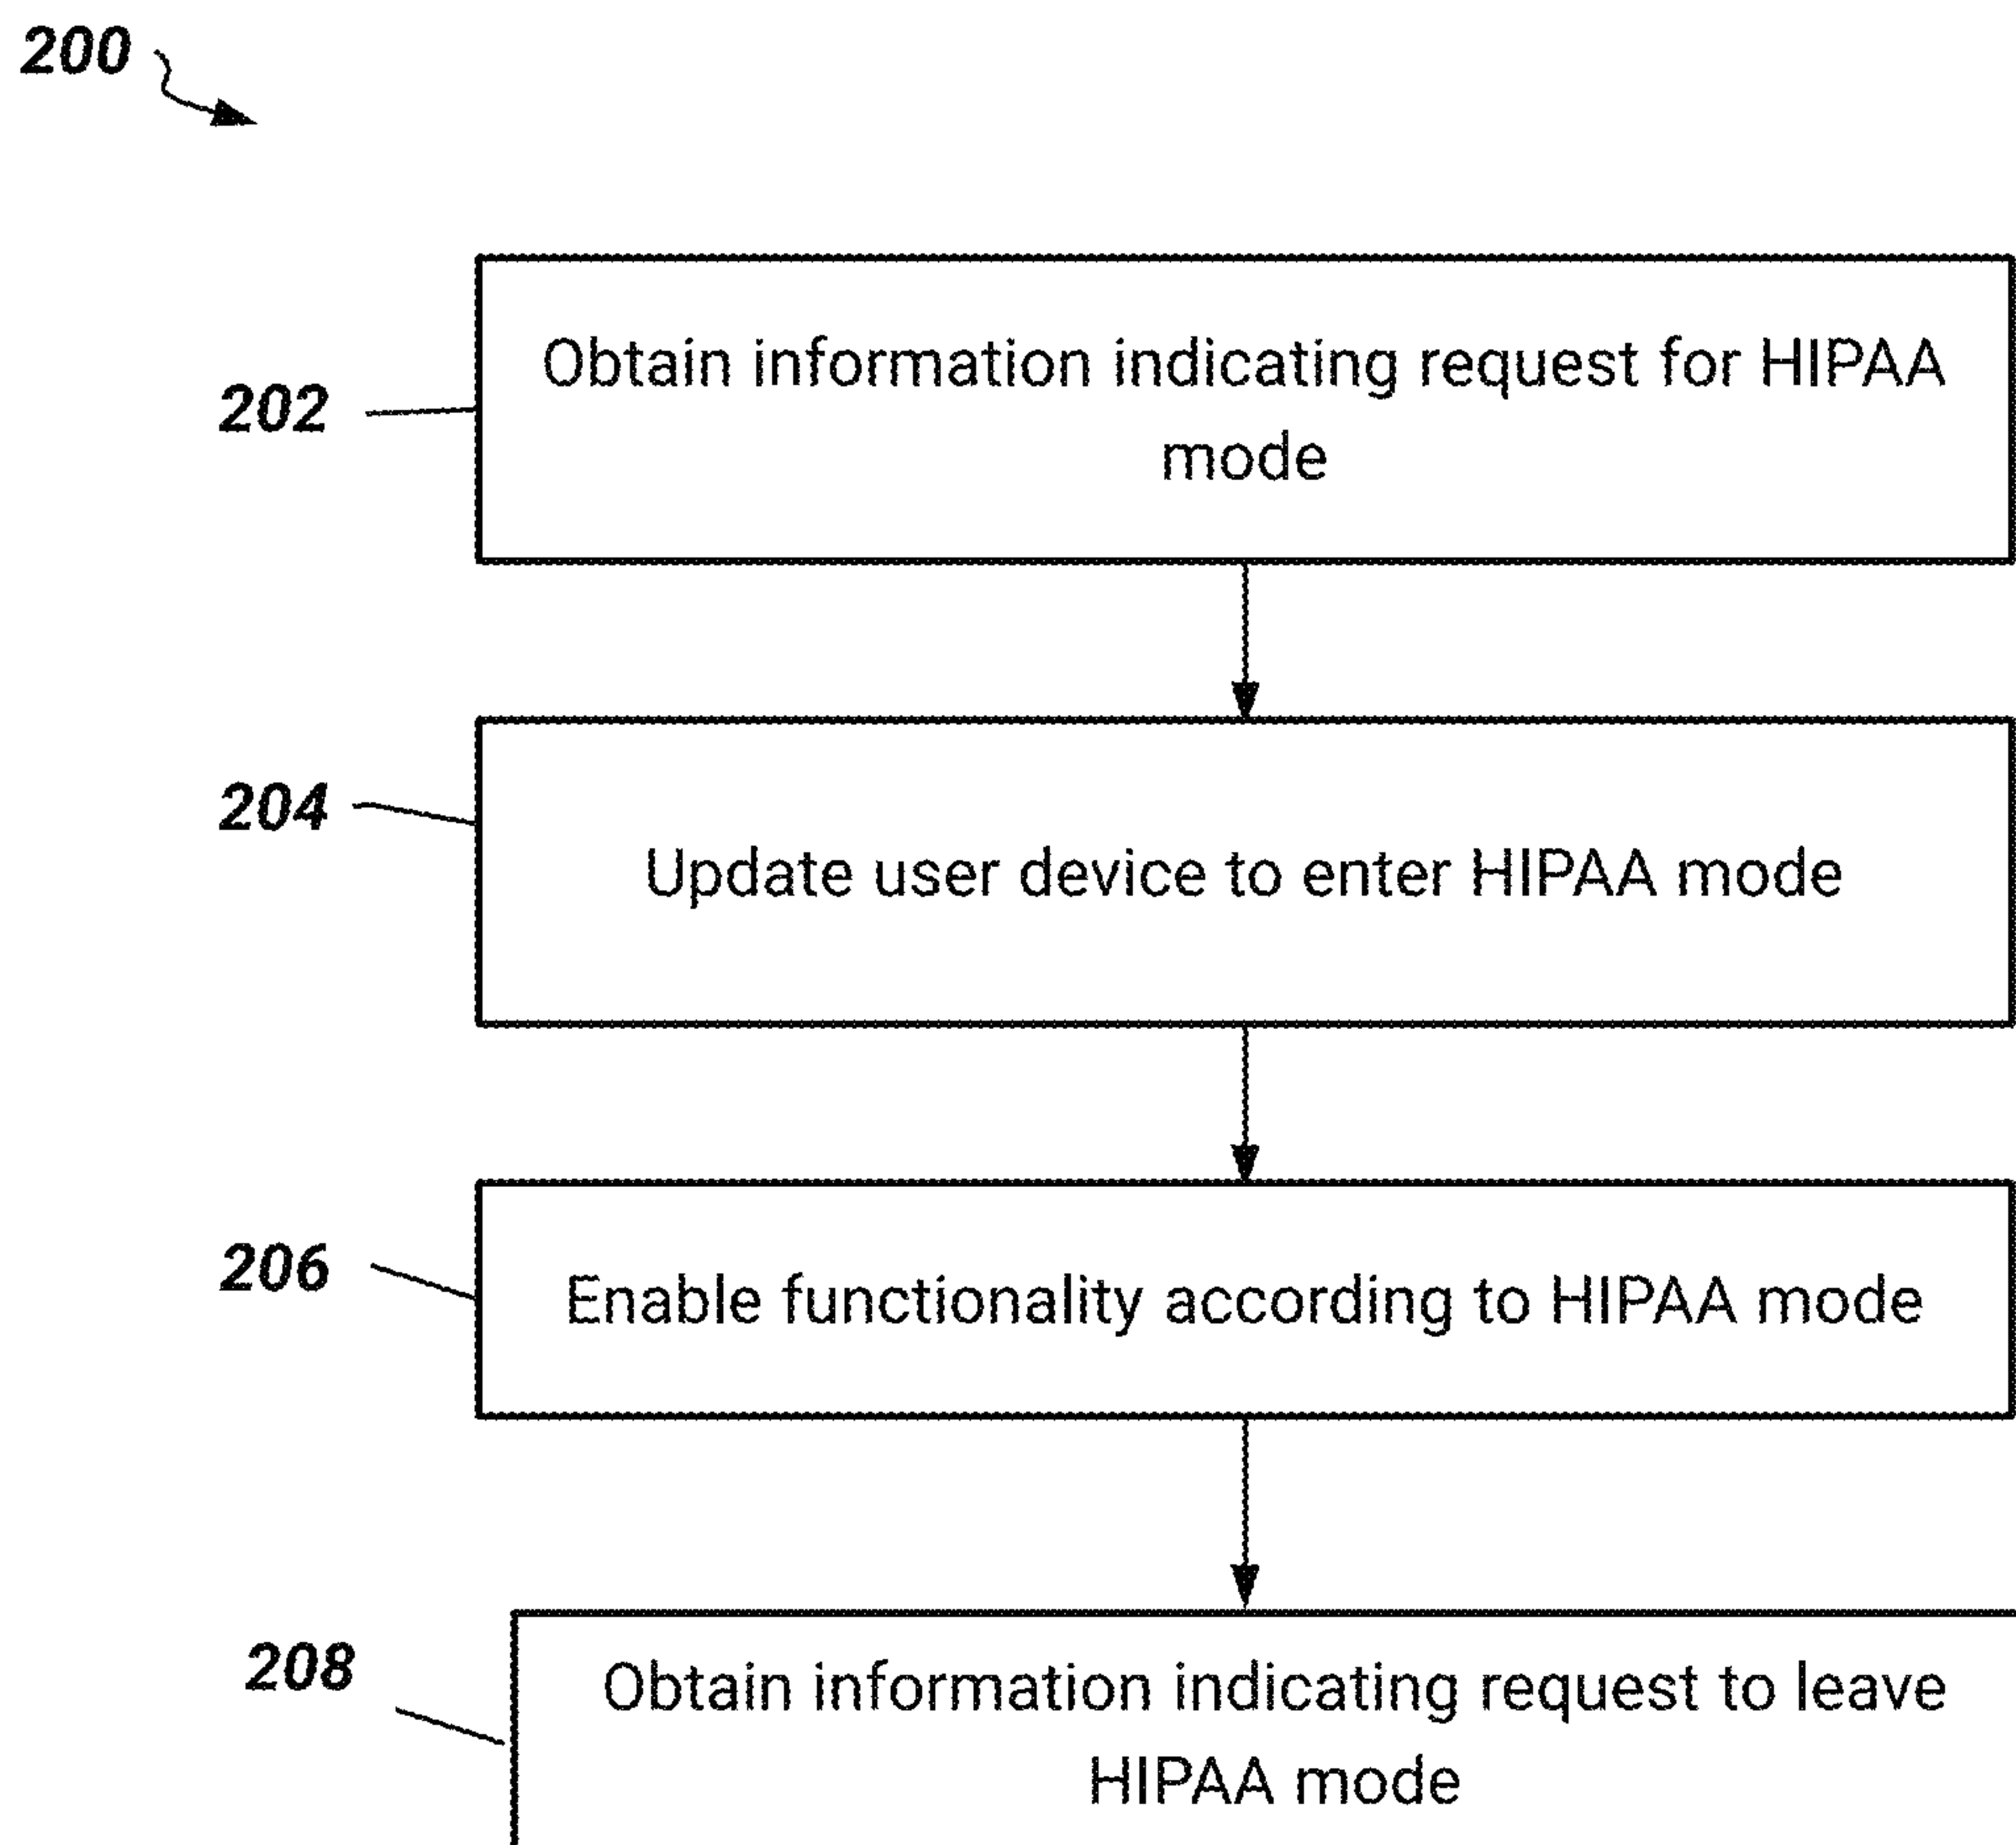 200
202
Obtain information indicating request for HIPAA
mode
204
Update user device to enter HIPAA mode
206
Enable functionality according to HIPAA mode
208
Obtain information indicating request to leave
HIPAA mode